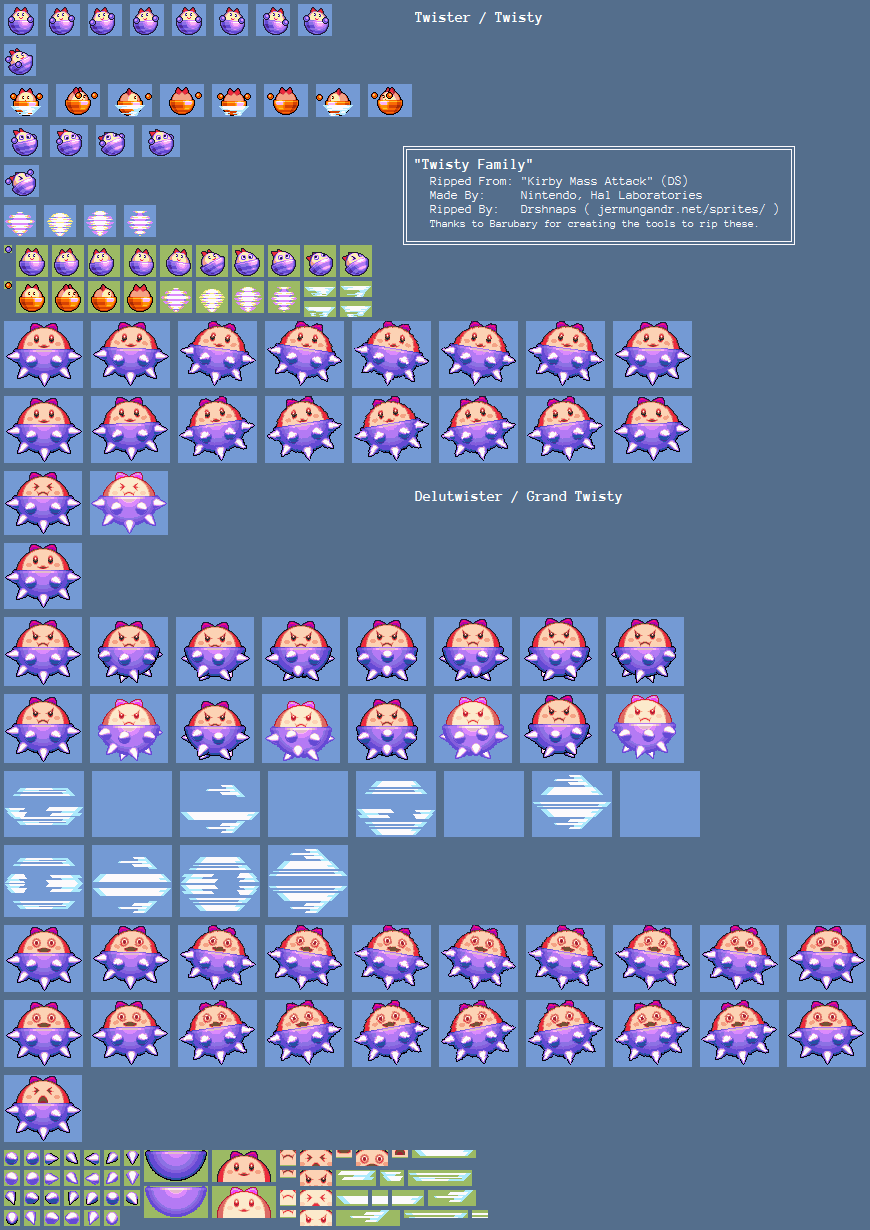 Twister / Twisty
"Twisty Family"
Ripped From: "Kirby Mass Attack" (DS)
Made By: Nintendo, Hal Laboratories
Ripped By: Drshnaps ( jermungandr.net/sprites/ )
Thanks to Barubary for creating the tools to rip these.
Delutwister / Grand Twisty